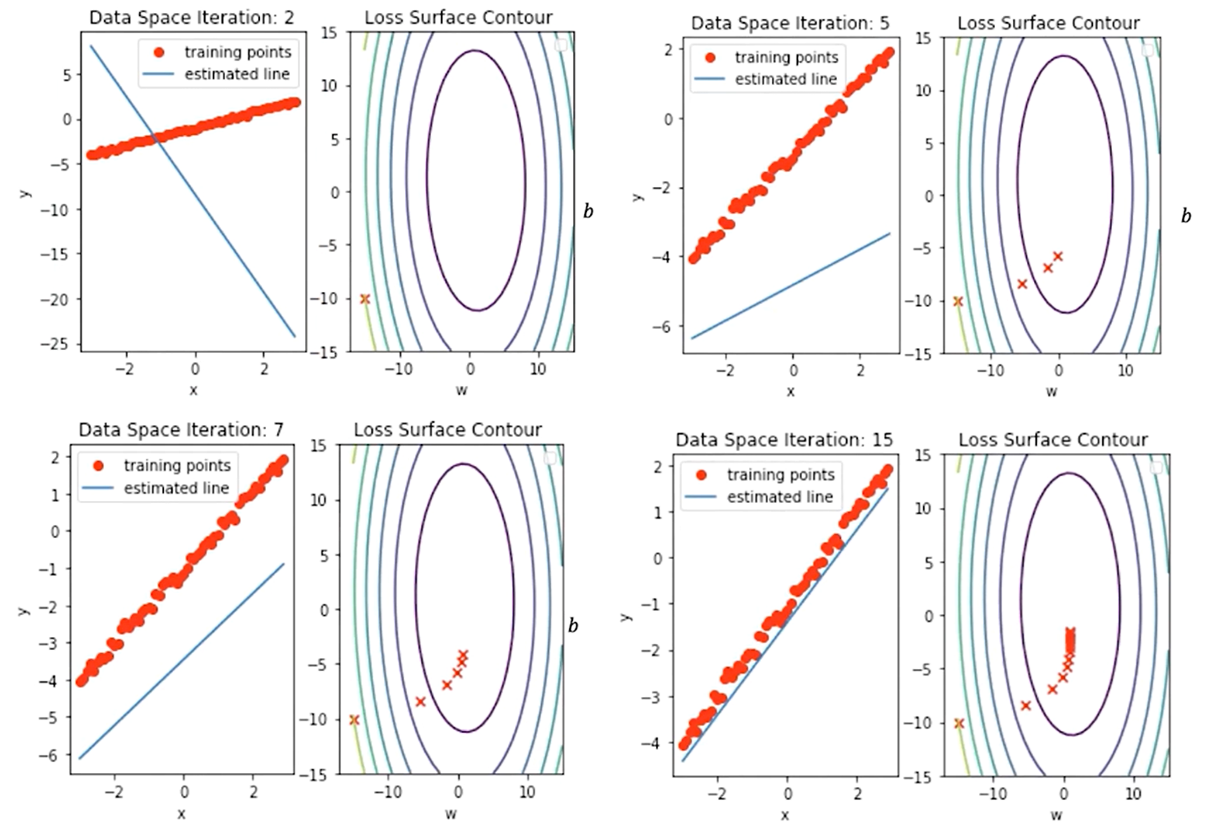 Data Space Iteration: 2
training points
estimated line
5
0
−5
−10
−15
−20
−25
−2
0
2
x
y
Loss Surface Contour
15
10
5
0
−5
−10
−15
−10
0
10
w
b
Data Space Iteration: 5
training points
estimated line
2
0
−2
−4
−6
−2
0
2
x
y
Loss Surface Contour
15
10
5
0
−5
−10
−15
−10
0
10
w
b
Data Space Iteration: 7
training points
estimated line
2
1
0
−1
−2
−3
−4
−5
−6
−2
0
2
x
y
Loss Surface Contour
15
10
5
0
−5
−10
−15
−10
0
10
w
b
Data Space Iteration: 15
training points
estimated line
2
1
0
−1
−2
−3
−4
−2
0
2
x
y
Loss Surface Contour
15
10
5
0
−5
−10
−15
−10
0
10
w